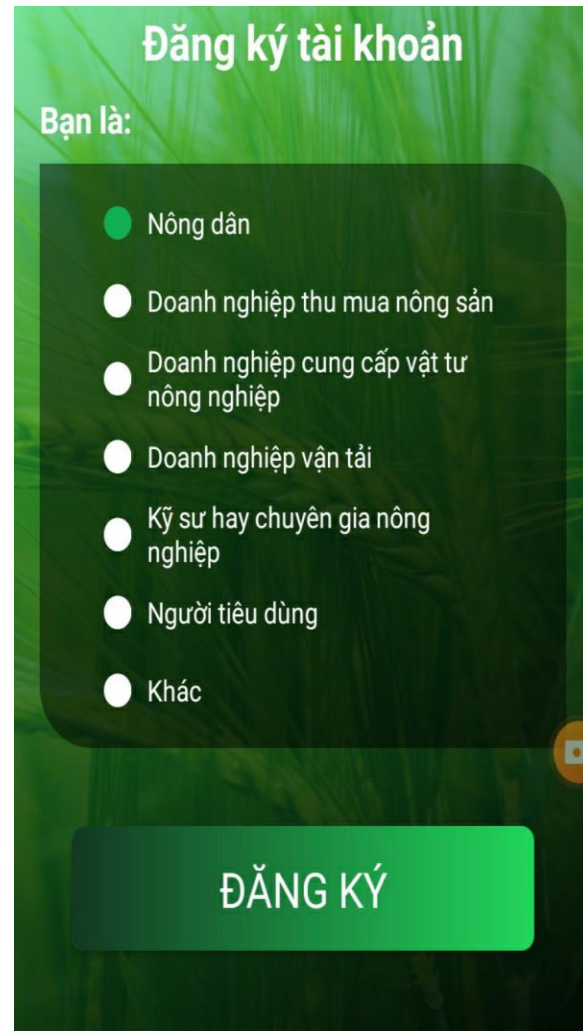 Đăng ký tài khoản
Bạn là:
Nông dân
Doanh nghiệp thu mua nông sản
Doanh nghiệp cung cấp vật tư
nông nghiệp
Doanh nghiệp vận tải
Kỹ sư hay chuyên gia nông
nghiệp
Người tiêu dùng
Khác
ĐĂNG KÝ